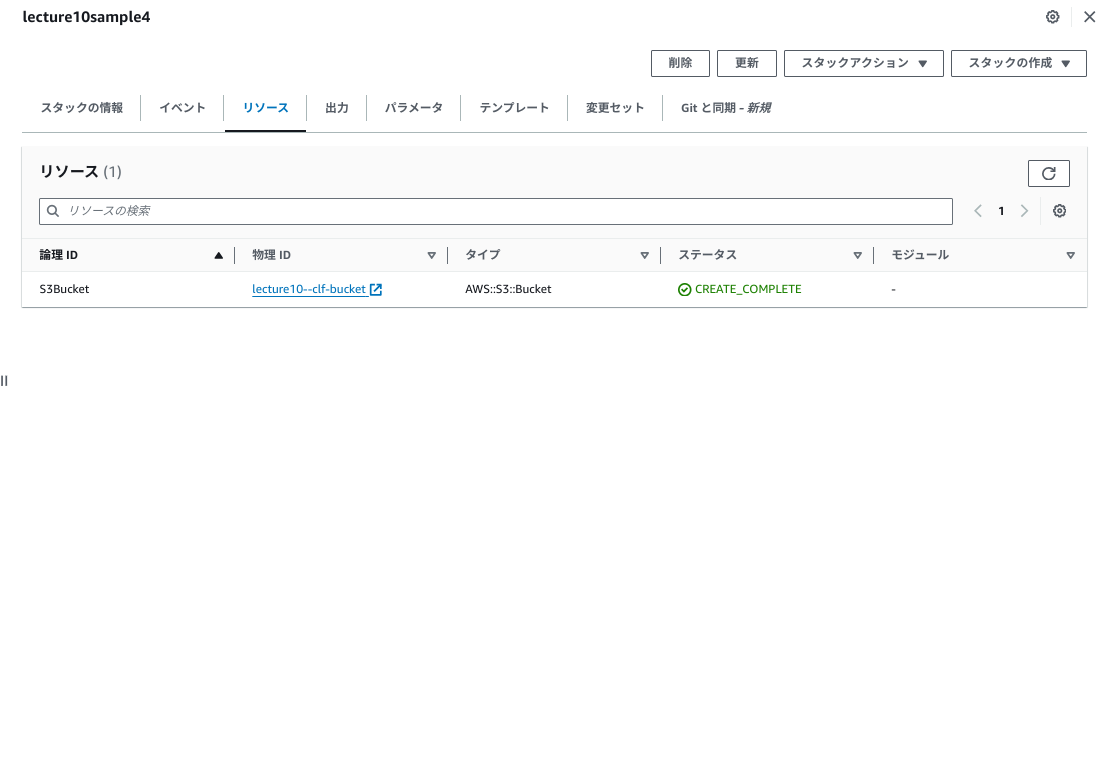 lecture10sample4
削除 更新 スタックアクション スタックの作成
スタックの情報 イベント リソース 出力 パラメータ テンプレート 変更セット Git と同期 - 新規
リソース (1)
リソースの検索 1
論理 ID 物理 ID タイプ ステータス モジュール
S3Bucket lecture10--clf-bucket AWS::S3::Bucket CREATE_COMPLETE -